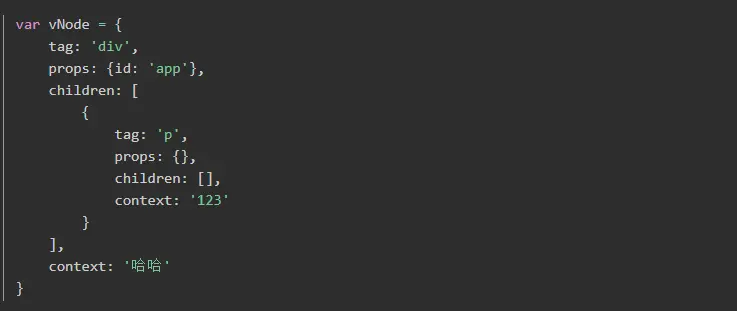 var vNode = {
    tag: 'div',
    props: {id: 'app'},
    children: [
        {
            tag: 'p',
            props: {},
            children: [],
            context: '123'
        }
    ],
    context: '哈哈'
}